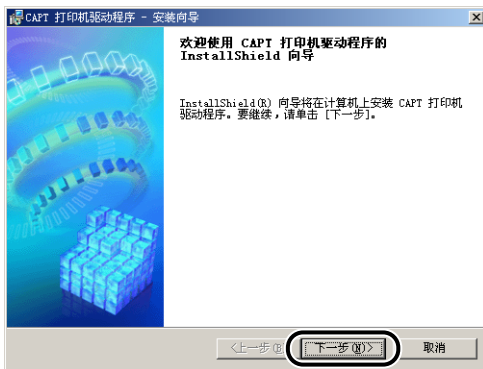 CAPT 打印机驱动程序 - 安装向导
欢迎使用 CAPT 打印机驱动程序的
InstallShield 向导
InstallShield(R) 向导将在计算机上安装 CAPT 打印机
驱动程序。要继续，请单击 [下一步]。
<上一步(B) 下一步(N)> 取消